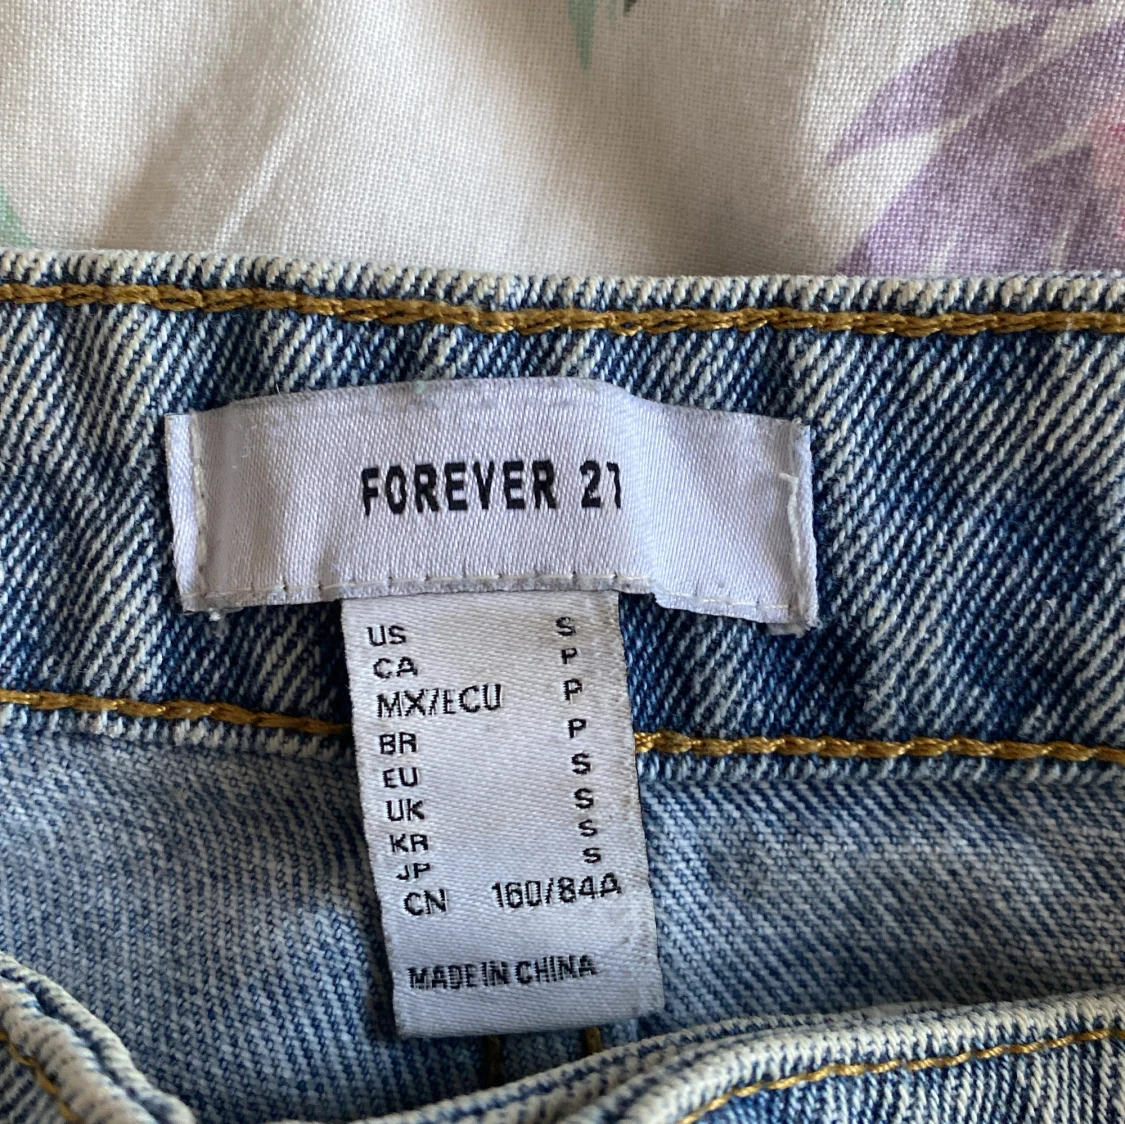 FOREVER 21
US S
CA P
MX/ECU P
BR P
EU S
UK S
KR S
JP S
CN 160/84A
MADE IN CHINA